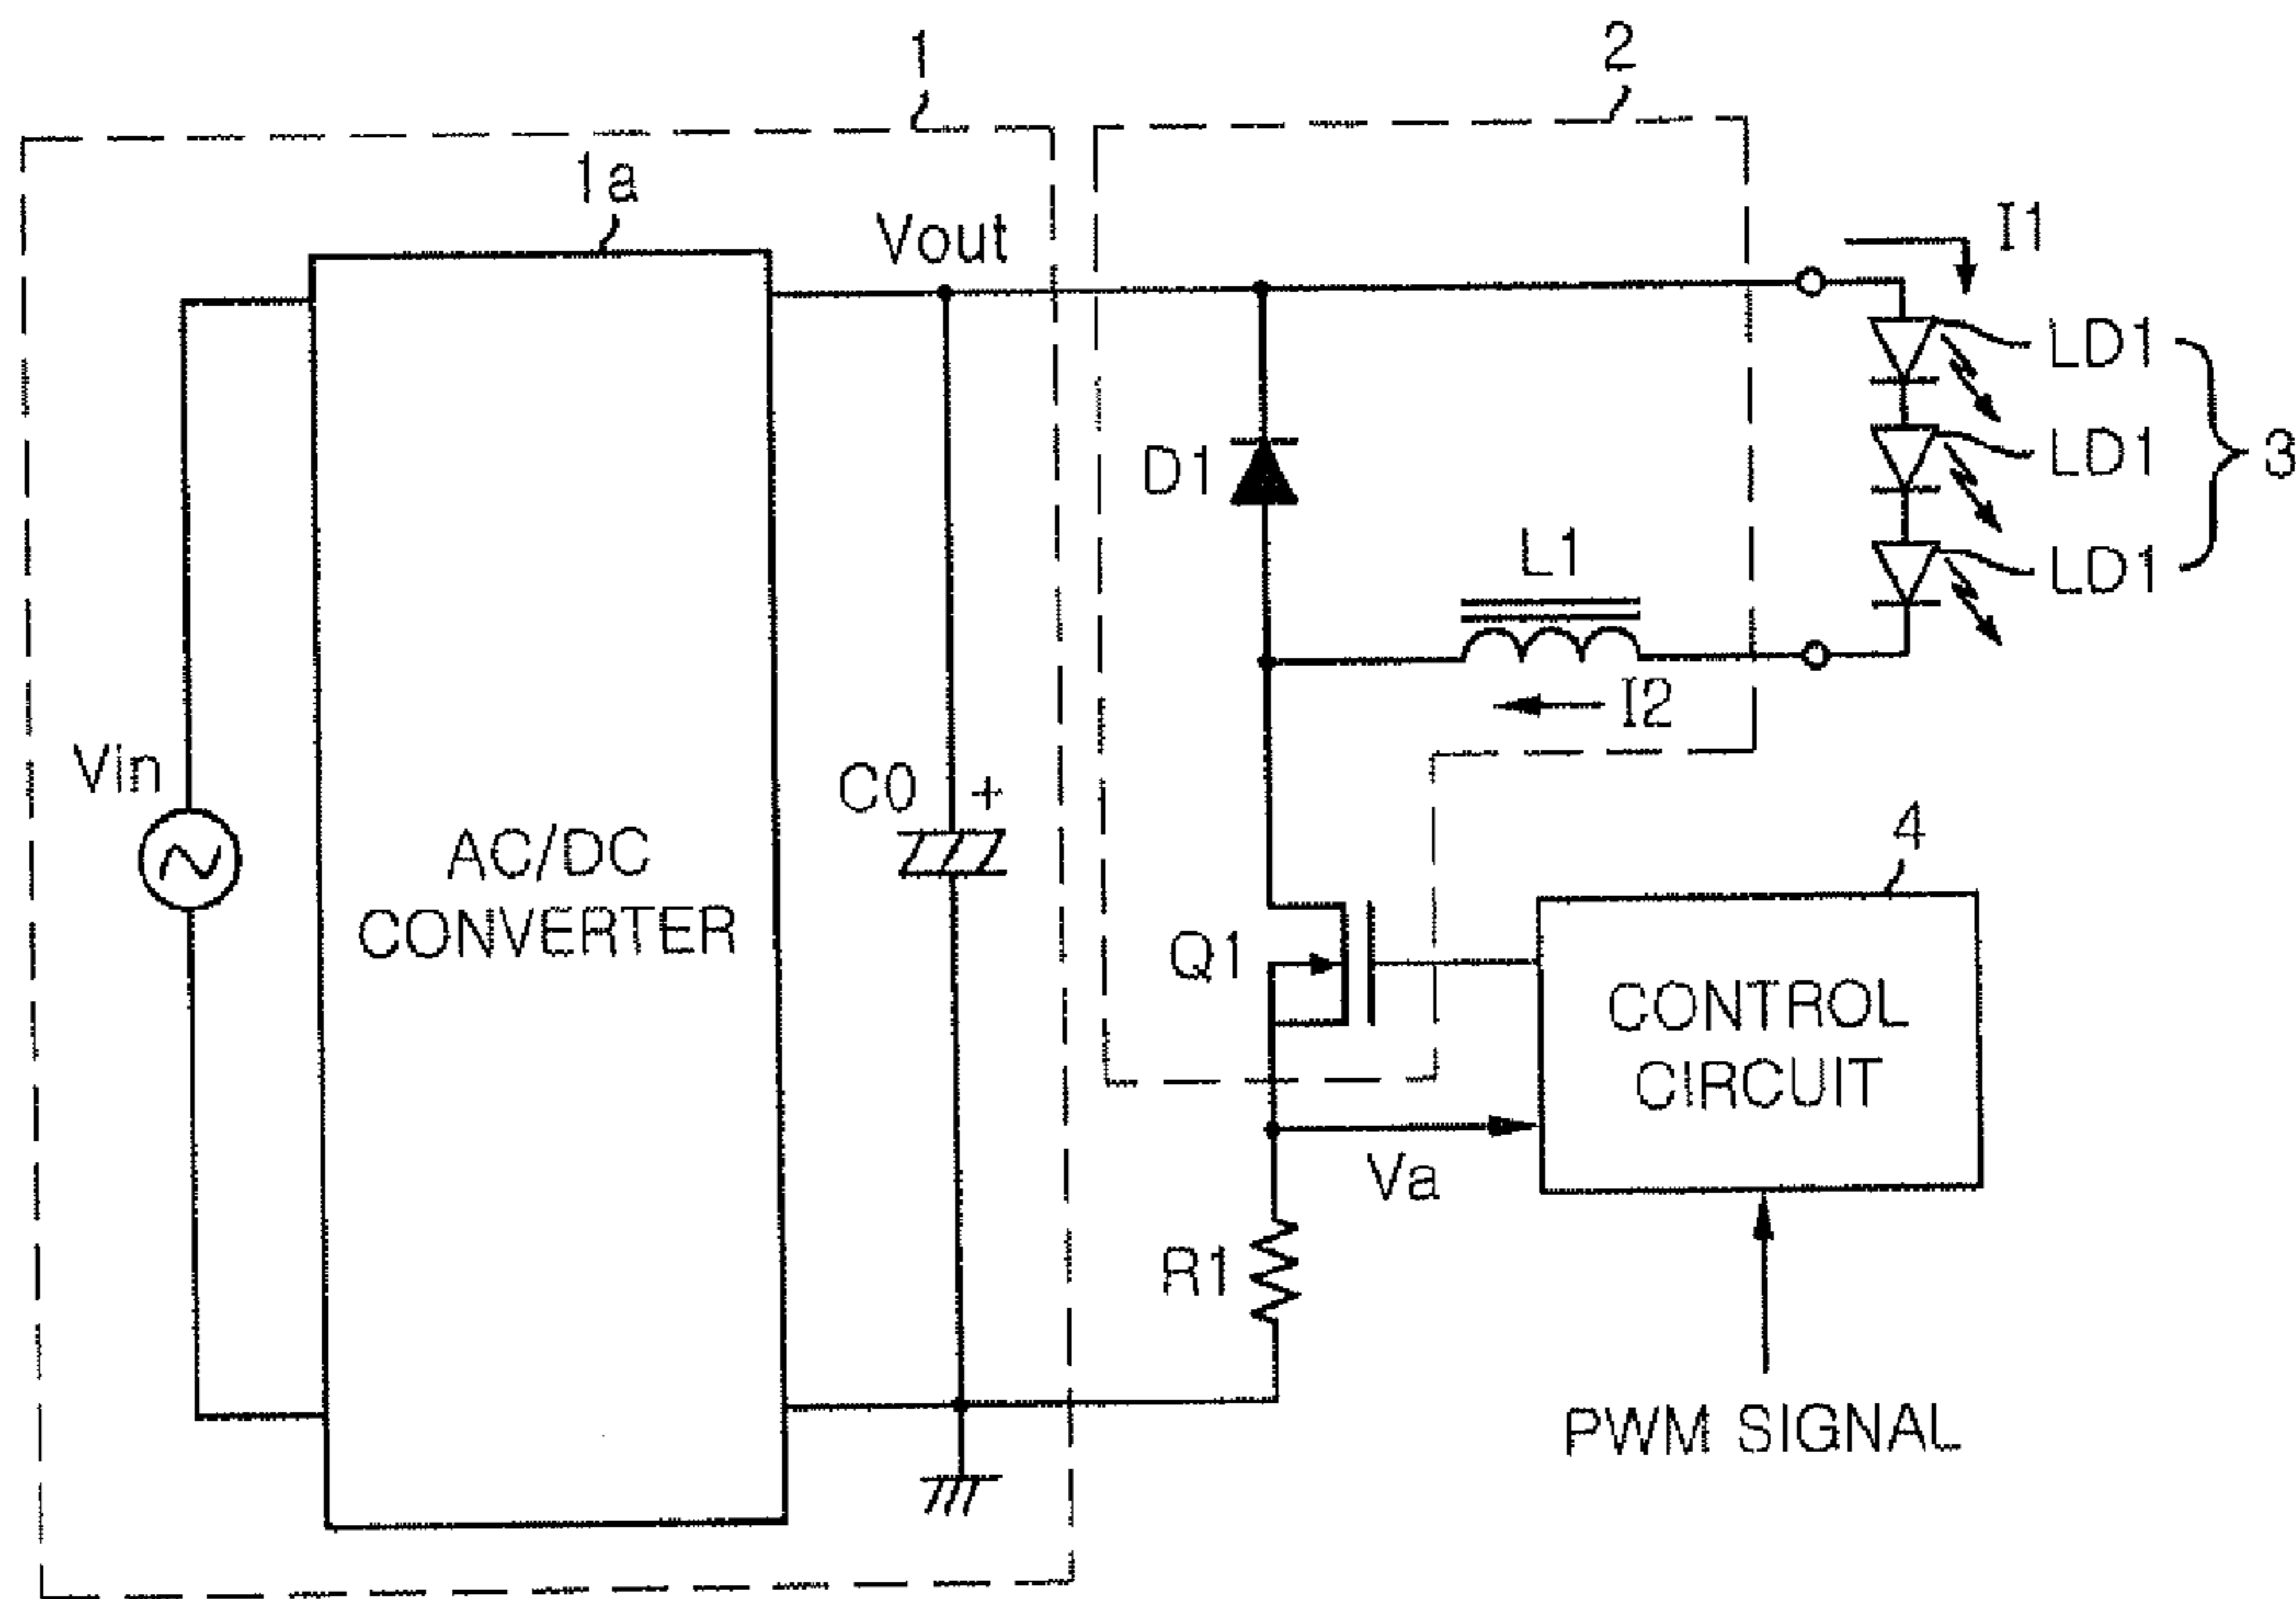 1
2
1a
Vout
I1
LD1
D1
LD1
3
L1
LD1
I2
Vin
C0 +
4
AC/DC
CONVERTER
Q1
CONTROL
CIRCUIT
Va
R1
PWM SIGNAL